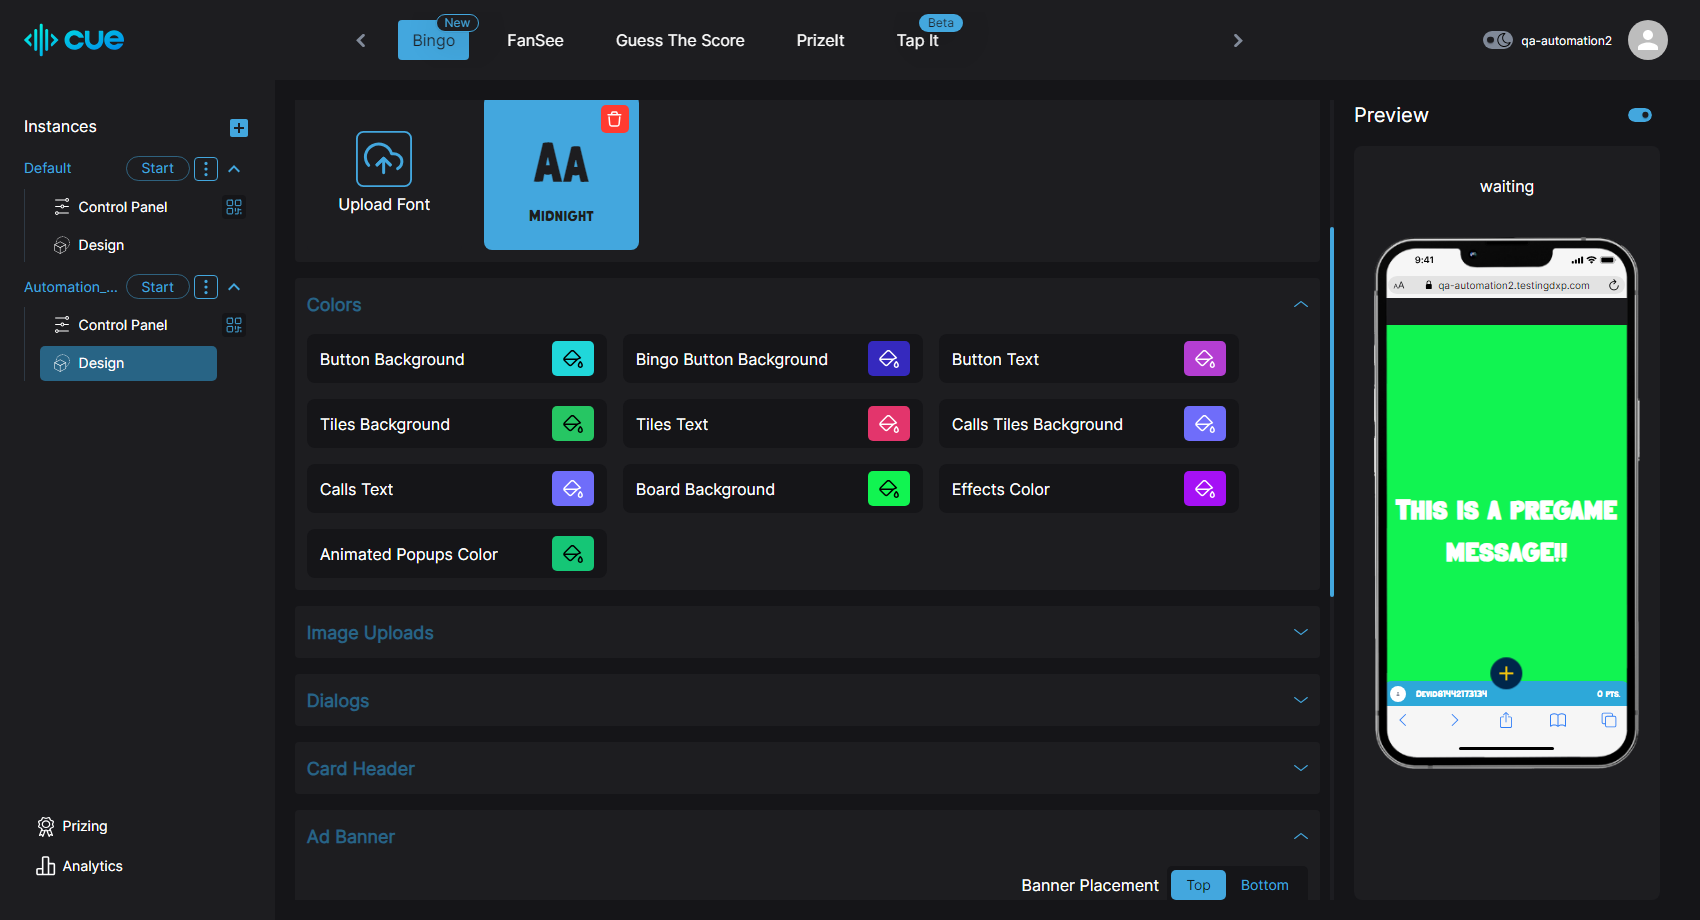 cue
New
Bingo
FanSee
Guess The Score
PrizeIt
Beta
Tap It
qa-automation2
Instances
Default
Start
Control Panel
Design
Automation_...
Start
Control Panel
Design
Prizing
Analytics
Upload Font
AA
MIDNIGHT
Colors
Button Background
Bingo Button Background
Button Text
Tiles Background
Tiles Text
Calls Tiles Background
Calls Text
Board Background
Effects Color
Animated Popups Color
Image Uploads
Dialogs
Card Header
Ad Banner
Banner Placement
Top
Bottom
Preview
waiting
9:41
AA
qa-automation2.testingdxp.com
THIS IS A PREGAME
MESSAGE!!
0 PTS.